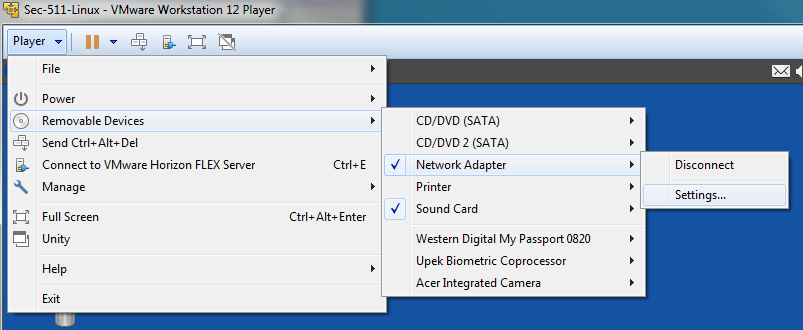 Sec-511-Linux - VMware Workstation 12 Player
Player
File
Power
Removable Devices
Send Ctrl+Alt+Del
Connect to VMware Horizon FLEX Server Ctrl+E
Manage
Full Screen Ctrl+Alt+Enter
Unity
Help
Exit
CD/DVD (SATA)
CD/DVD 2 (SATA)
Network Adapter
Printer
Sound Card
Western Digital My Passport 0820
Upek Biometric Coprocessor
Acer Integrated Camera
Disconnect
Settings...